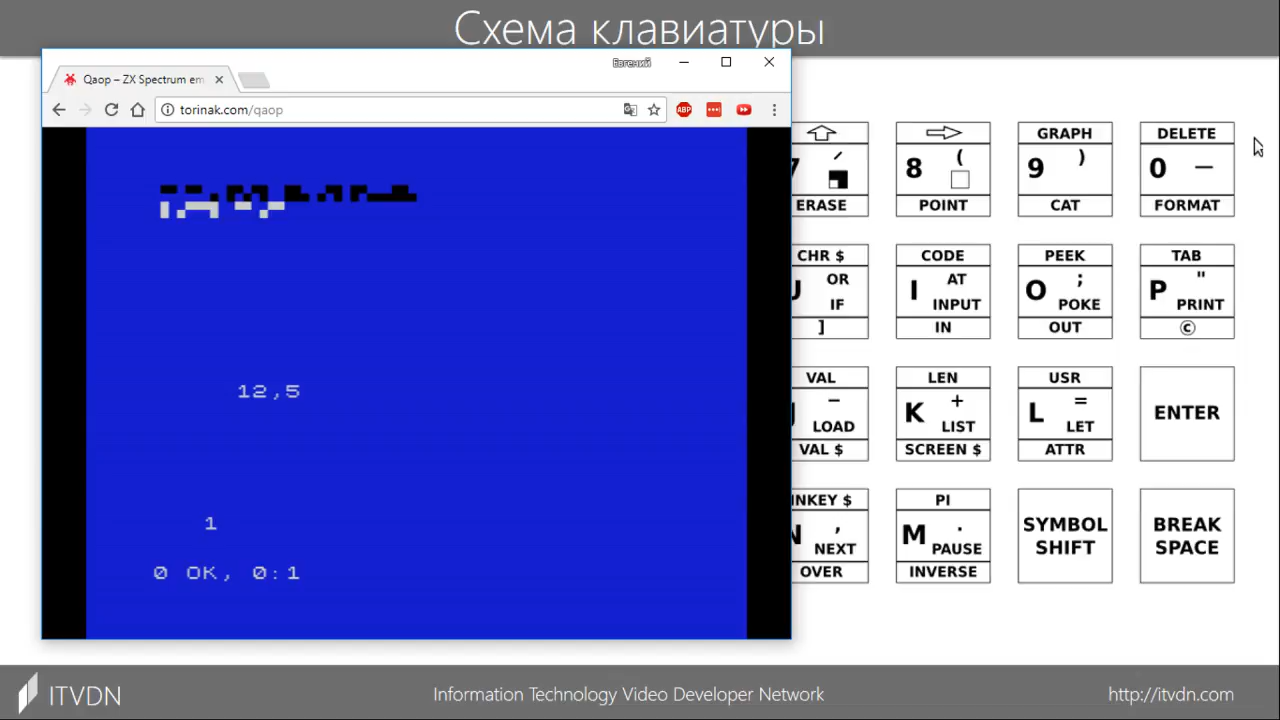 Схема клавиатуры
Евгений
Qaop – ZX Spectrum em
torinak.com/qaop
ABP
12,5
1
0 OK, 0:1
7 ′
ERASE
8 (
POINT
GRAPH
9 )
CAT
DELETE
0 —
FORMAT
CHR $
OR
IF
]
CODE
I AT
INPUT
IN
PEEK
O ;
POKE
OUT
TAB
P "
PRINT
©
VAL
−
LOAD
VAL $
LEN
K +
LIST
SCREEN $
USR
L =
LET
ATTR
ENTER
INKEY $
N ,
NEXT
OVER
PI
M .
PAUSE
INVERSE
SYMBOL
SHIFT
BREAK
SPACE
ITVDN
Information Technology Video Developer Network
http://itvdn.com